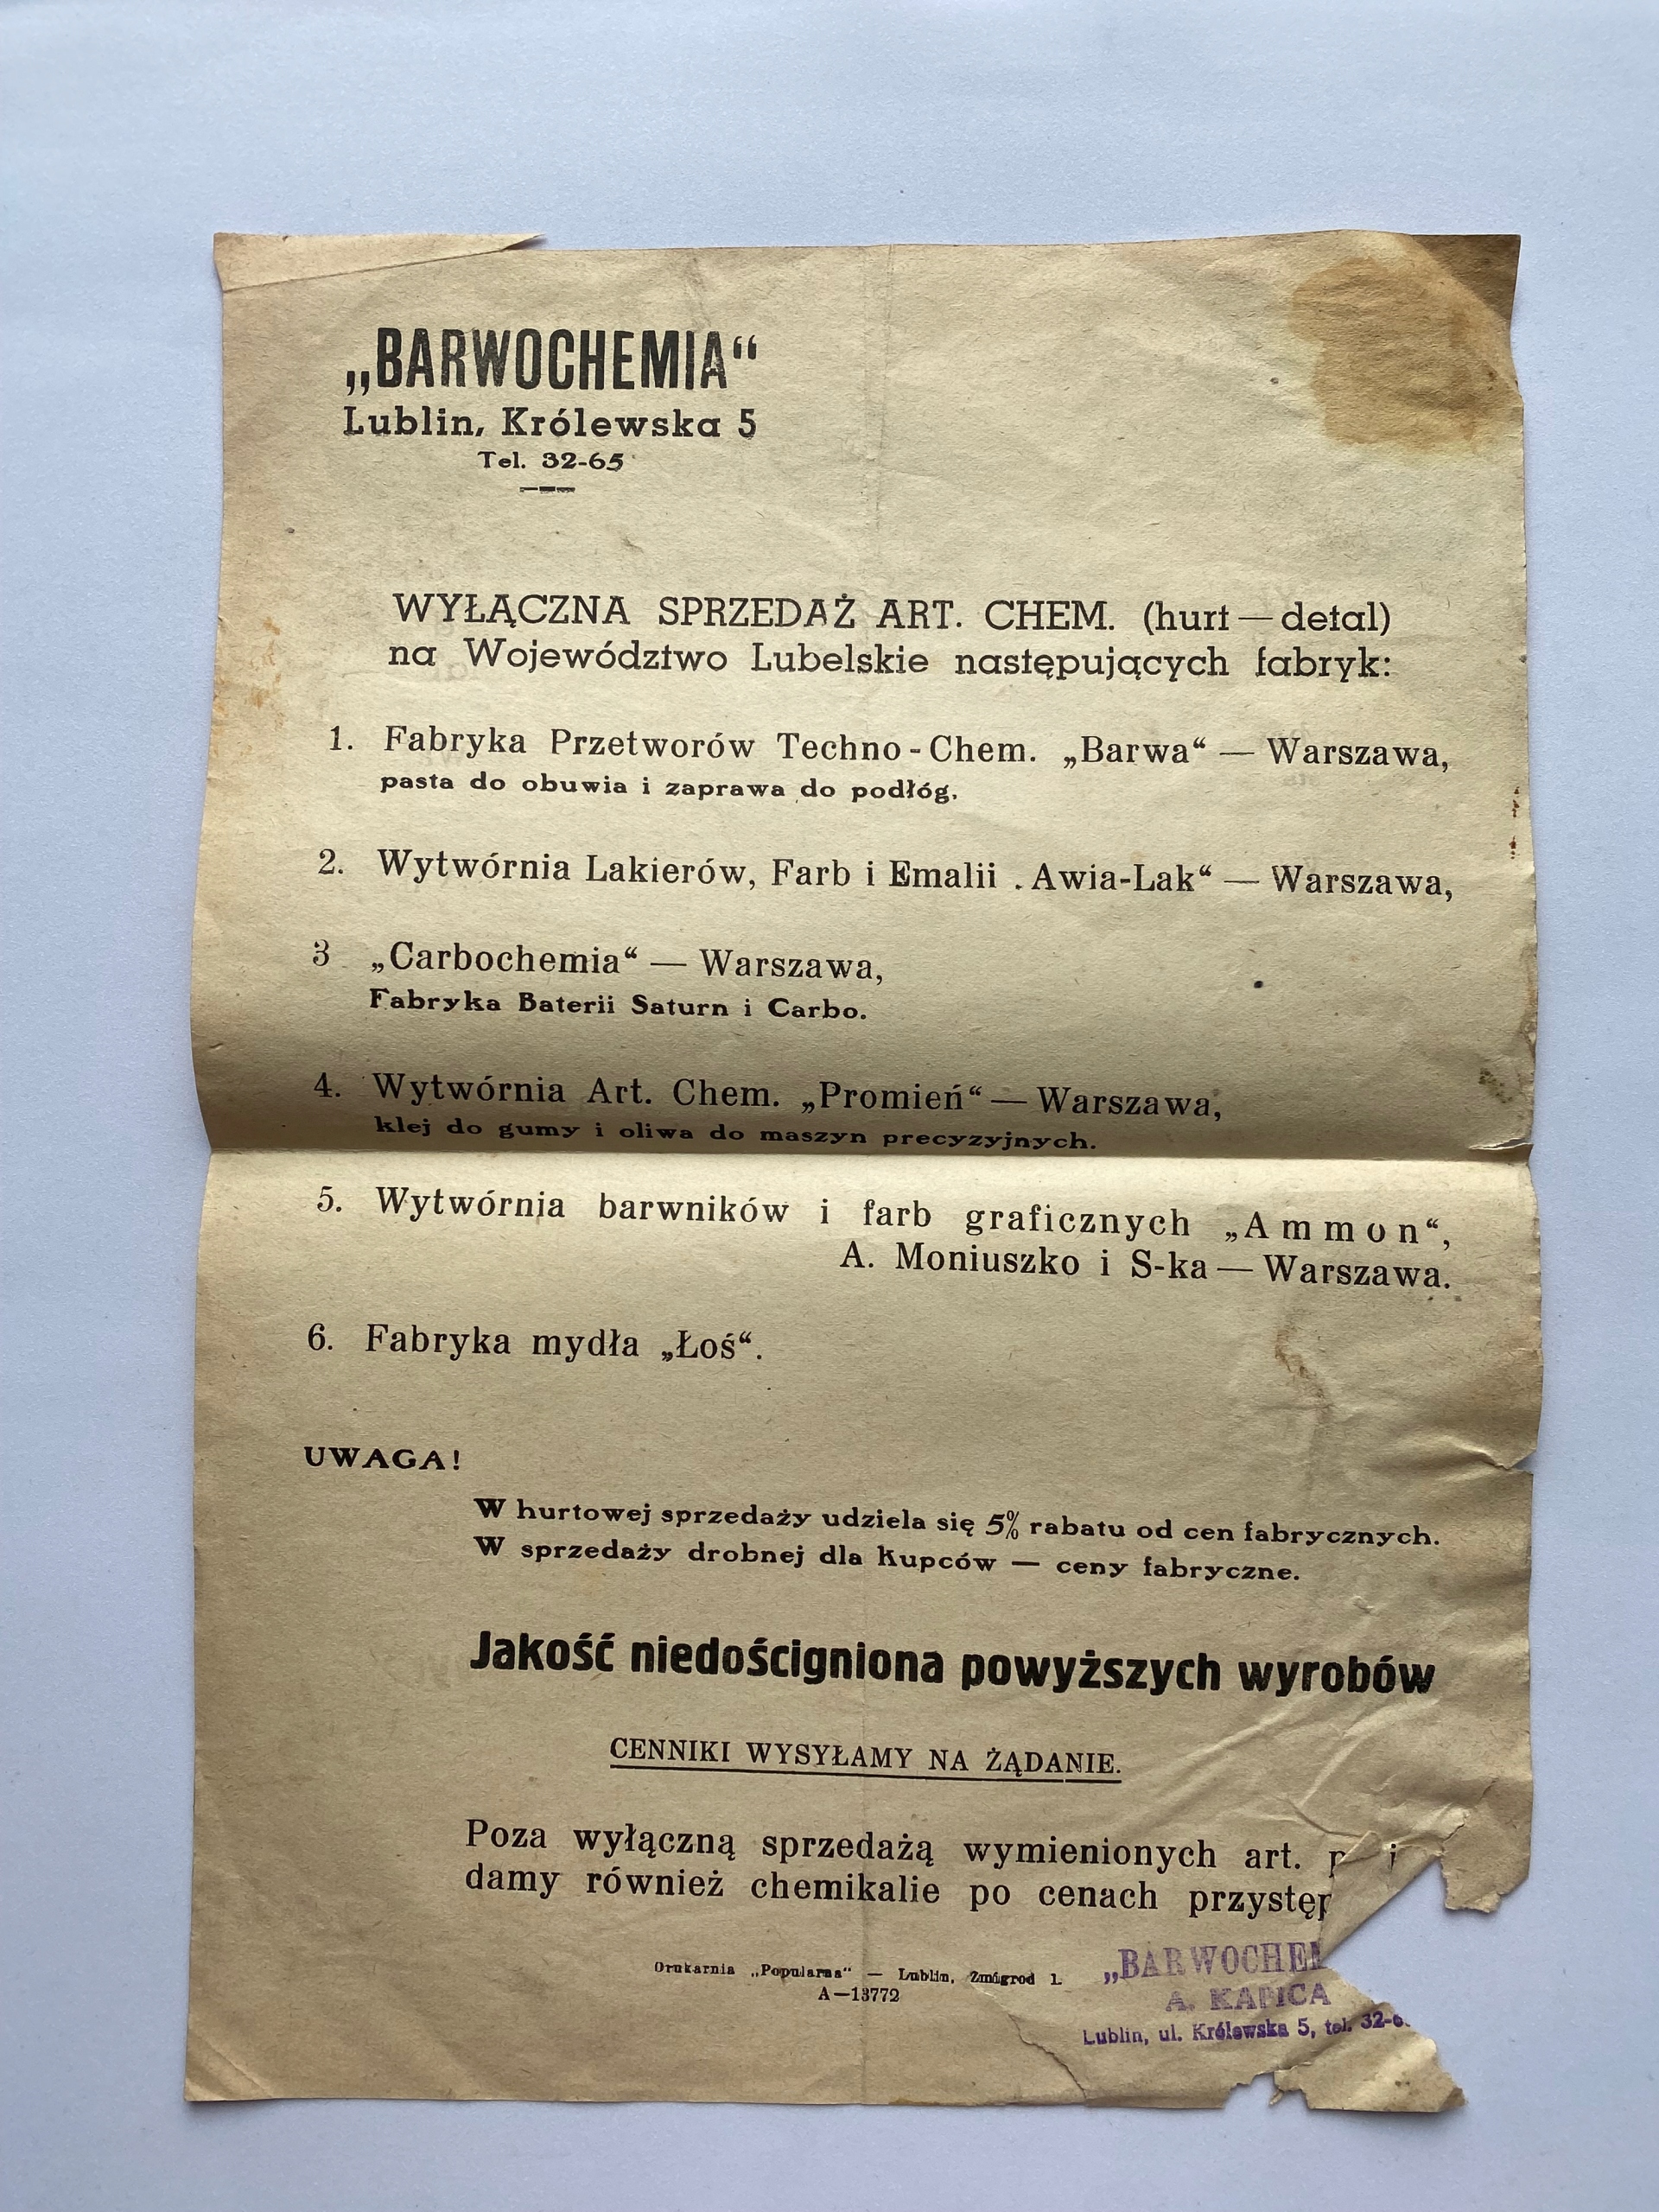 „BARWOCHEMIA“
Lublin, Królewska 5
Tel. 32-65
WYŁĄCZNA SPRZEDAŻ ART. CHEM. (hurt — detal)
na Województwo Lubelskie następujących fabryk:
1. Fabryka Przetworów Techno-Chem. „Barwa“ — Warszawa,
pasta do obuwia i zaprawa do podłóg.
2. Wytwórnia Lakierów, Farb i Emalii . Awia-Lak“ — Warszawa,
3 „Carbochemia“ — Warszawa,
Fabryka Baterii Saturn i Carbo.
4. Wytwórnia Art. Chem. „Promień“ — Warszawa,
klej do gumy i oliwa do maszyn precyzyjnych.
5. Wytwórnia barwników i farb graficznych „Ammon“,
A. Moniuszko i S-ka — Warszawa.
6. Fabryka mydła „Łoś“.
UWAGA!
W hurtowej sprzedaży udziela się 5% rabatu od cen fabrycznych.
W sprzedaży drobnej dla kupców — ceny fabryczne.
Jakość niedościgniona powyższych wyrobów
CENNIKI WYSYŁAMY NA ŻĄDANIE.
Poza wyłączną sprzedażą wymienionych art.
damy również chemikalie po cenach
Drukarnia „Popularna“ — Lublin, Żmigród 1.
A—13772
„BARWOCHEM
A. KAPICA
Lublin, ul. Królewska 5, tel. 32-6